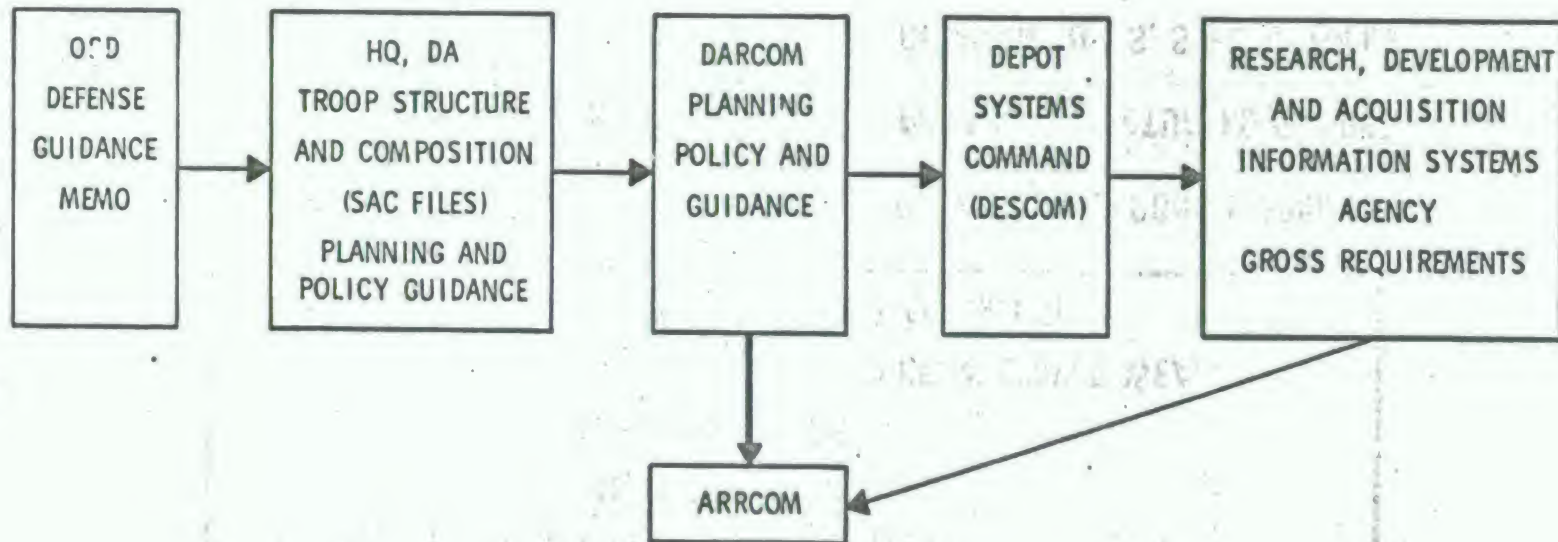 DEFENSE
GUIDANCE
MEMO
HQ, DA
TROOP STRUCTURE
AND COMPOSITION
(SAC FILES)
PLANNING AND
POLICY GUIDANCE
DARCOM
PLANNING
POLICY AND
GUIDANCE
DEPOT
SYSTEMS
COMMAND
(DESCOM)
RESEARCH, DEVELOPMENT
AND ACQUISITION
INFORMATION SYSTEMS
AGENCY
GROSS REQUIREMENTS
ARRCOM